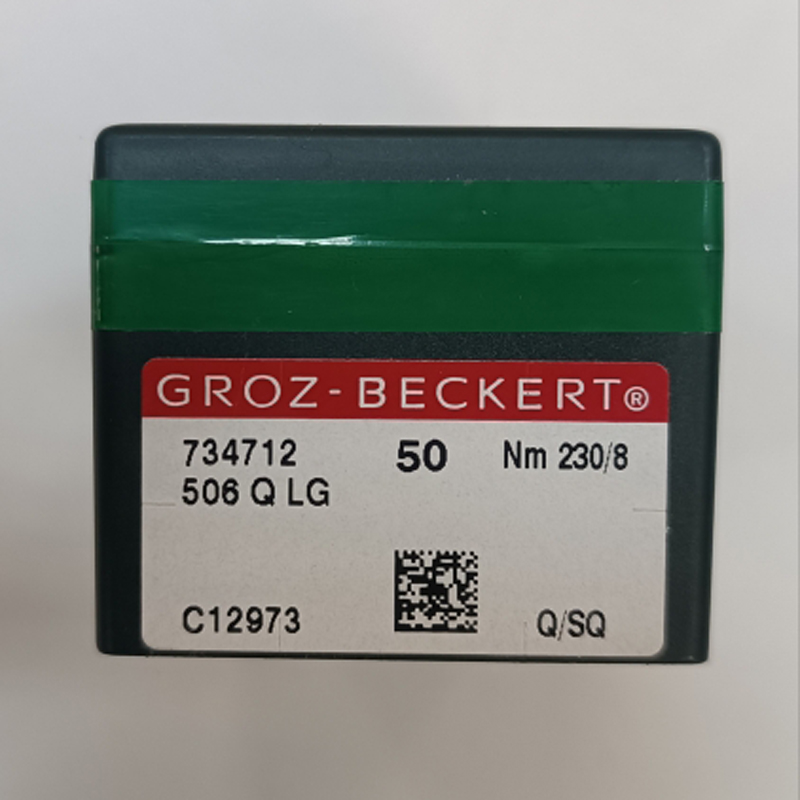 GROZ-BECKERT®
734712 50 Nm 230/8
506 Q LG
C12973 Q/SQ